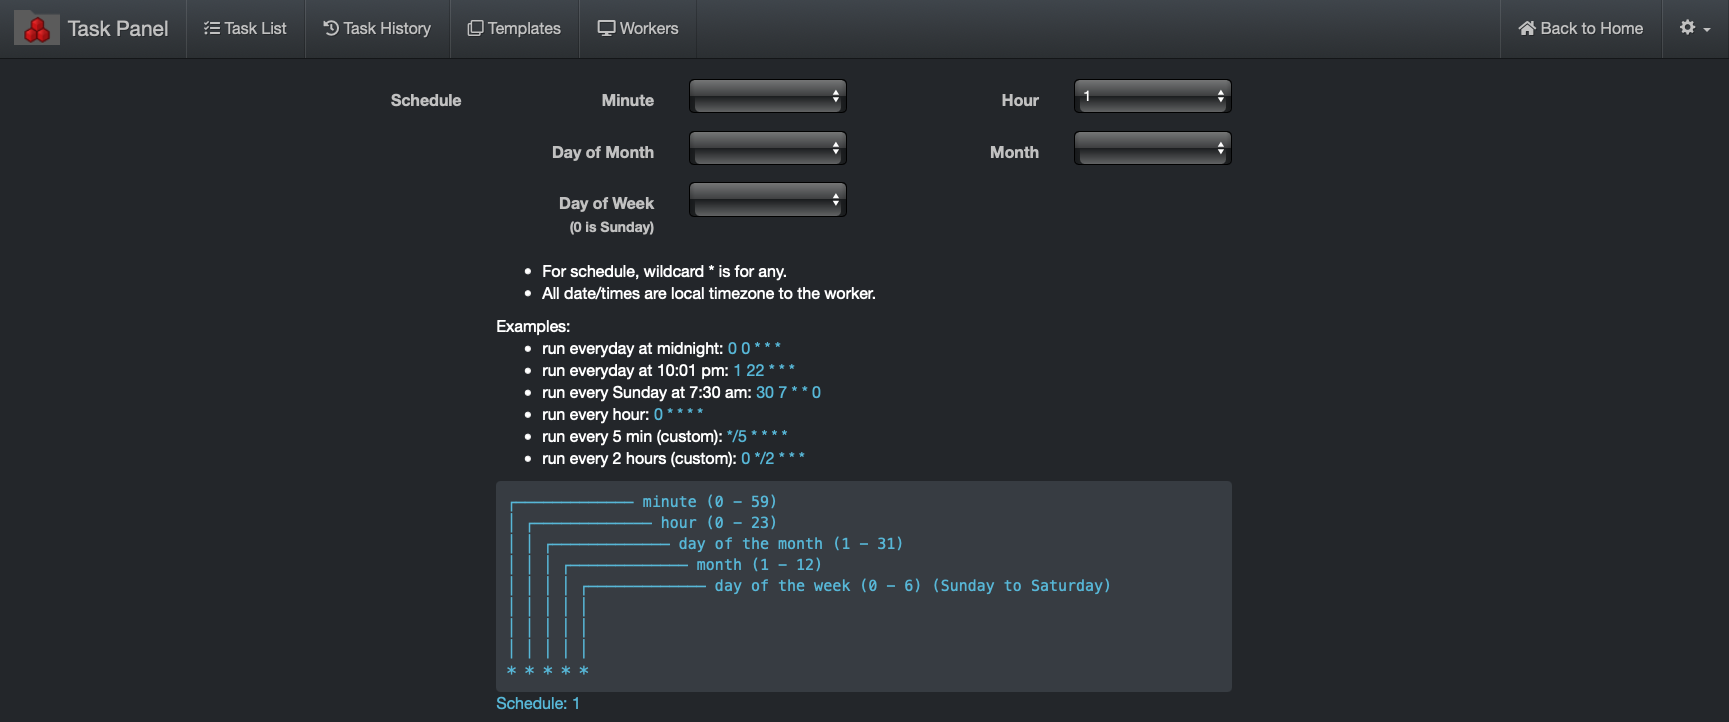 Task Panel Task List Task History Templates Workers Back to Home
Schedule Minute Hour 1
Day of Month Month
Day of Week
(0 is Sunday)
For schedule, wildcard * is for any.
All date/times are local timezone to the worker.
Examples:
run everyday at midnight: 0 0 * * *
run everyday at 10:01 pm: 1 22 * * *
run every Sunday at 7:30 am: 30 7 * * 0
run every hour: 0 * * * *
run every 5 min (custom): */5 * * * *
run every 2 hours (custom): 0 */2 * * *
minute (0 - 59)
hour (0 - 23)
day of the month (1 - 31)
month (1 - 12)
day of the week (0 - 6) (Sunday to Saturday)
* * * * *
Schedule: 1